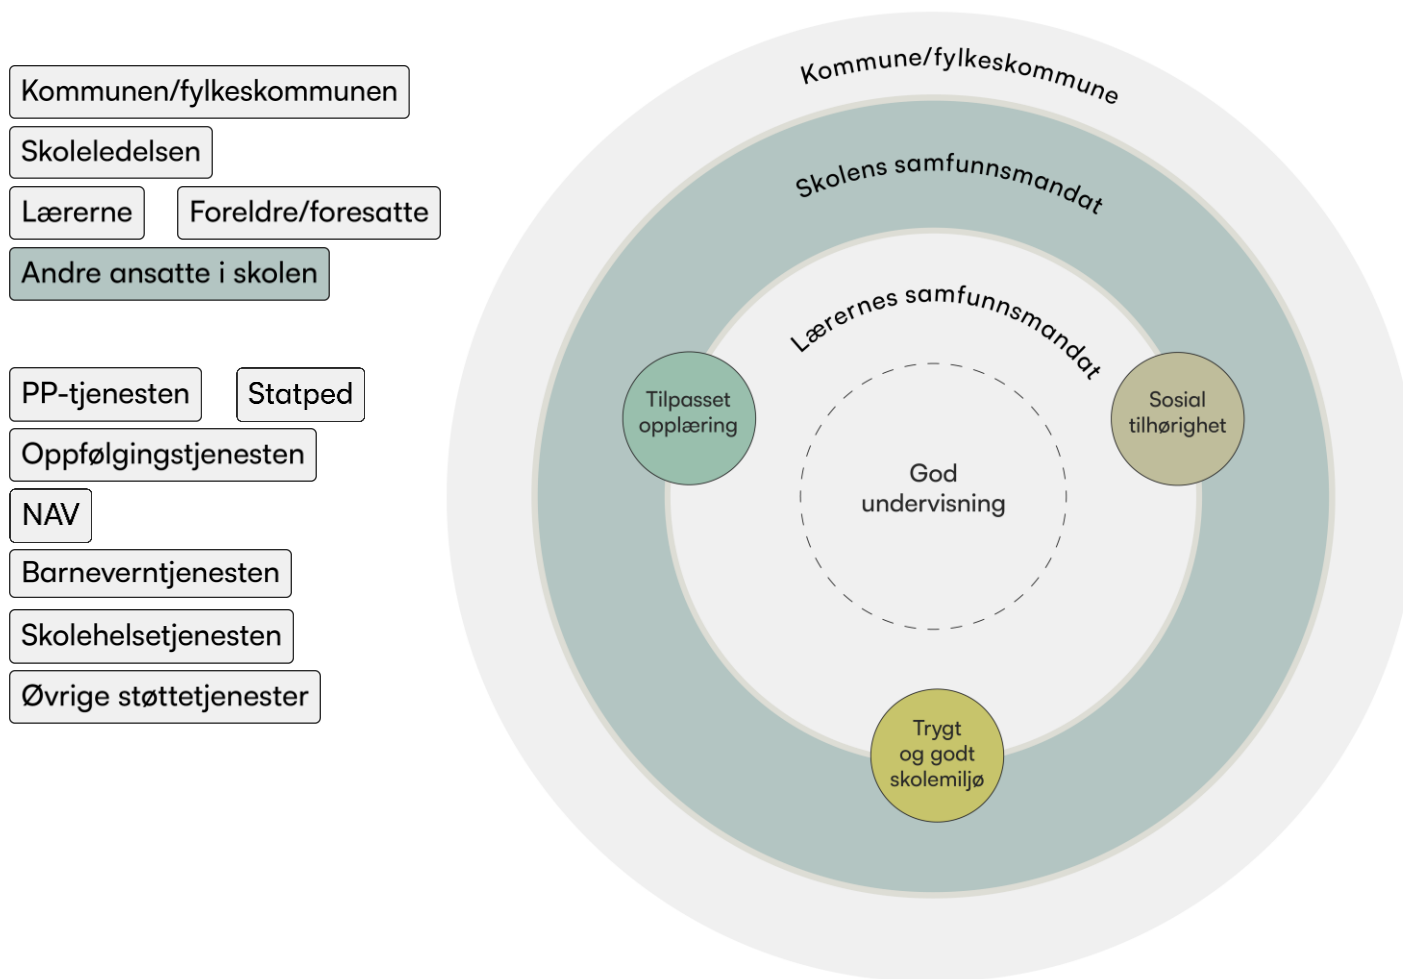 Kommunen/fylkeskommunen
Skoleledelsen
Lærerne
Foreldre/foresatte
Andre ansatte i skolen
PP-tjenesten
Statped
Oppfølgingstjenesten
NAV
Barneverntjenesten
Skolehelsetjenesten
Øvrige støttetjenester
Kommune/fylkeskommune
Skolens samfunnsmandat
Lærernes samfunnsmandat
Tilpasset
opplæring
Sosial
tilhørighet
God
undervisning
Trygt
og godt
skolemiljø